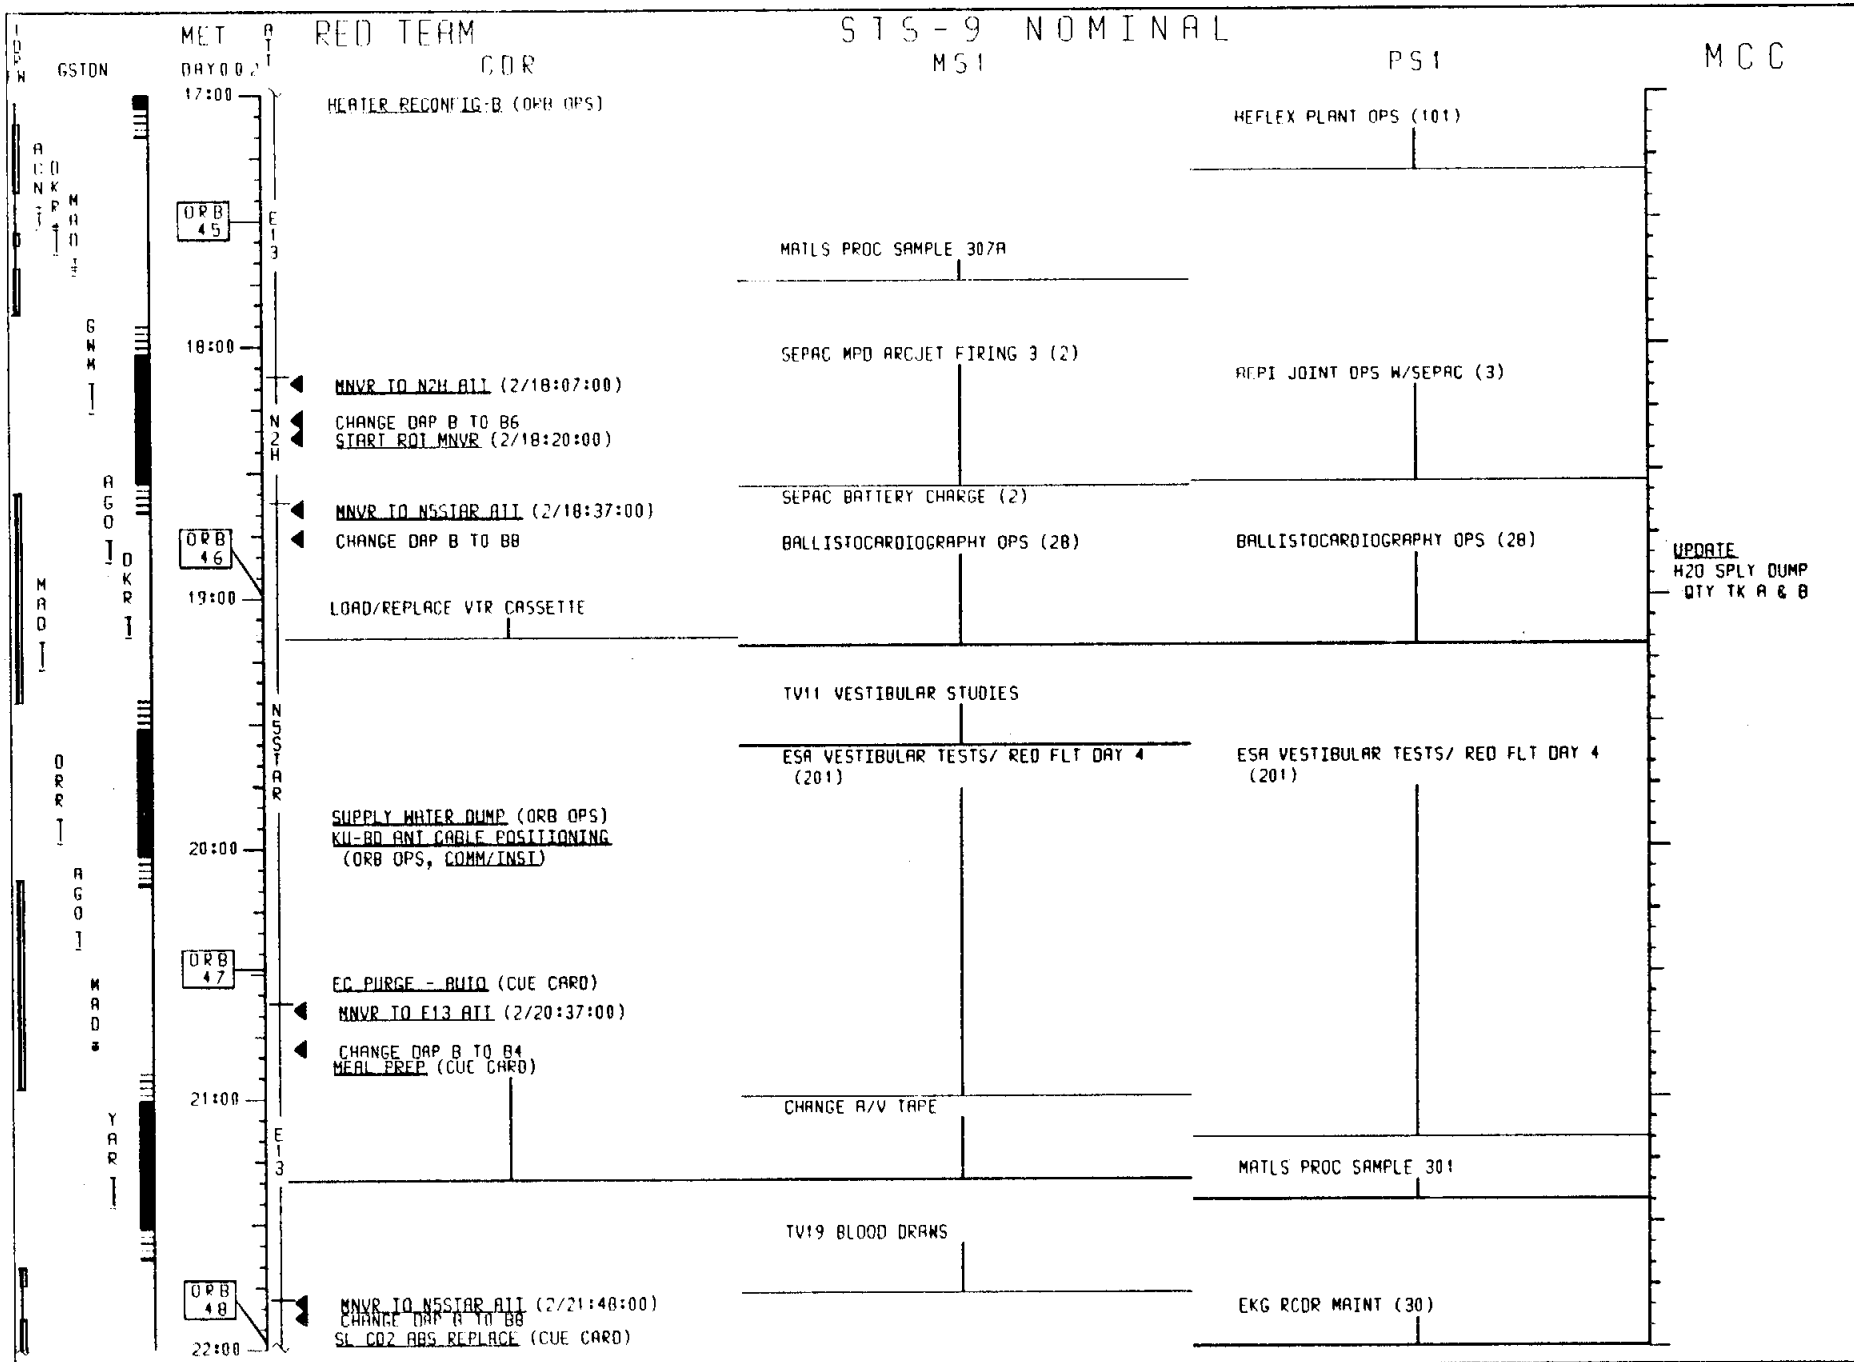 RED TEAM
STS-9 NOMINAL
MET
ATT
GSTDN
DAY002
CDR
MS1
PS1
MCC
17:00
HEATER RECONFIG-B (ORB OPS)
HEFLEX PLANT OPS (101)
ACN-T
DKR-T
MAD
ORB
45
E13
MATLS PROC SAMPLE 307A
GWM T
18:00
SEPAC MPD ARCJET FIRING 3 (2)
MNVR TO N2H ATT (2/18:07:00)
AEPI JOINT OPS W/SEPAC (3)
N2H
CHANGE DAP B TO B6
START ROT MNVR (2/18:20:00)
AGO T
SEPAC BATTERY CHARGE (2)
MNVR TO N5STAR ATT (2/18:37:00)
ORB
46
CHANGE DAP B TO B8
BALLISTOCARDIOGRAPHY OPS (28)
BALLISTOCARDIOGRAPHY OPS (28)
UPDATE
H2O SPLY DUMP
QTY TK A & B
DKR T
MAD T
19:00
LOAD/REPLACE VTR CASSETTE
TV11 VESTIBULAR STUDIES
N5STAR
ESA VESTIBULAR TESTS/ RED FLT DAY 4
(201)
ESA VESTIBULAR TESTS/ RED FLT DAY 4
(201)
ORR T
SUPPLY WATER DUMP (ORB OPS)
KU-BD ANT CABLE POSITIONING
(ORB OPS, COMM/INST)
20:00
AGO T
ORB
47
MAD*
FC PURGE - AUTO (CUE CARD)
MNVR TO E13 ATT (2/20:37:00)
CHANGE DAP B TO B4
MEAL PREP (CUE CARD)
21:00
CHANGE A/V TAPE
YAR T
E13
MATLS PROC SAMPLE 301
TV19 BLOOD DRAWS
ORB
48
MNVR TO N5STAR ATT (2/21:48:00)
CHANGE DAP B TO B8
EKG RCDR MAINT (30)
SL CO2 ABS REPLACE (CUE CARD)
22:00